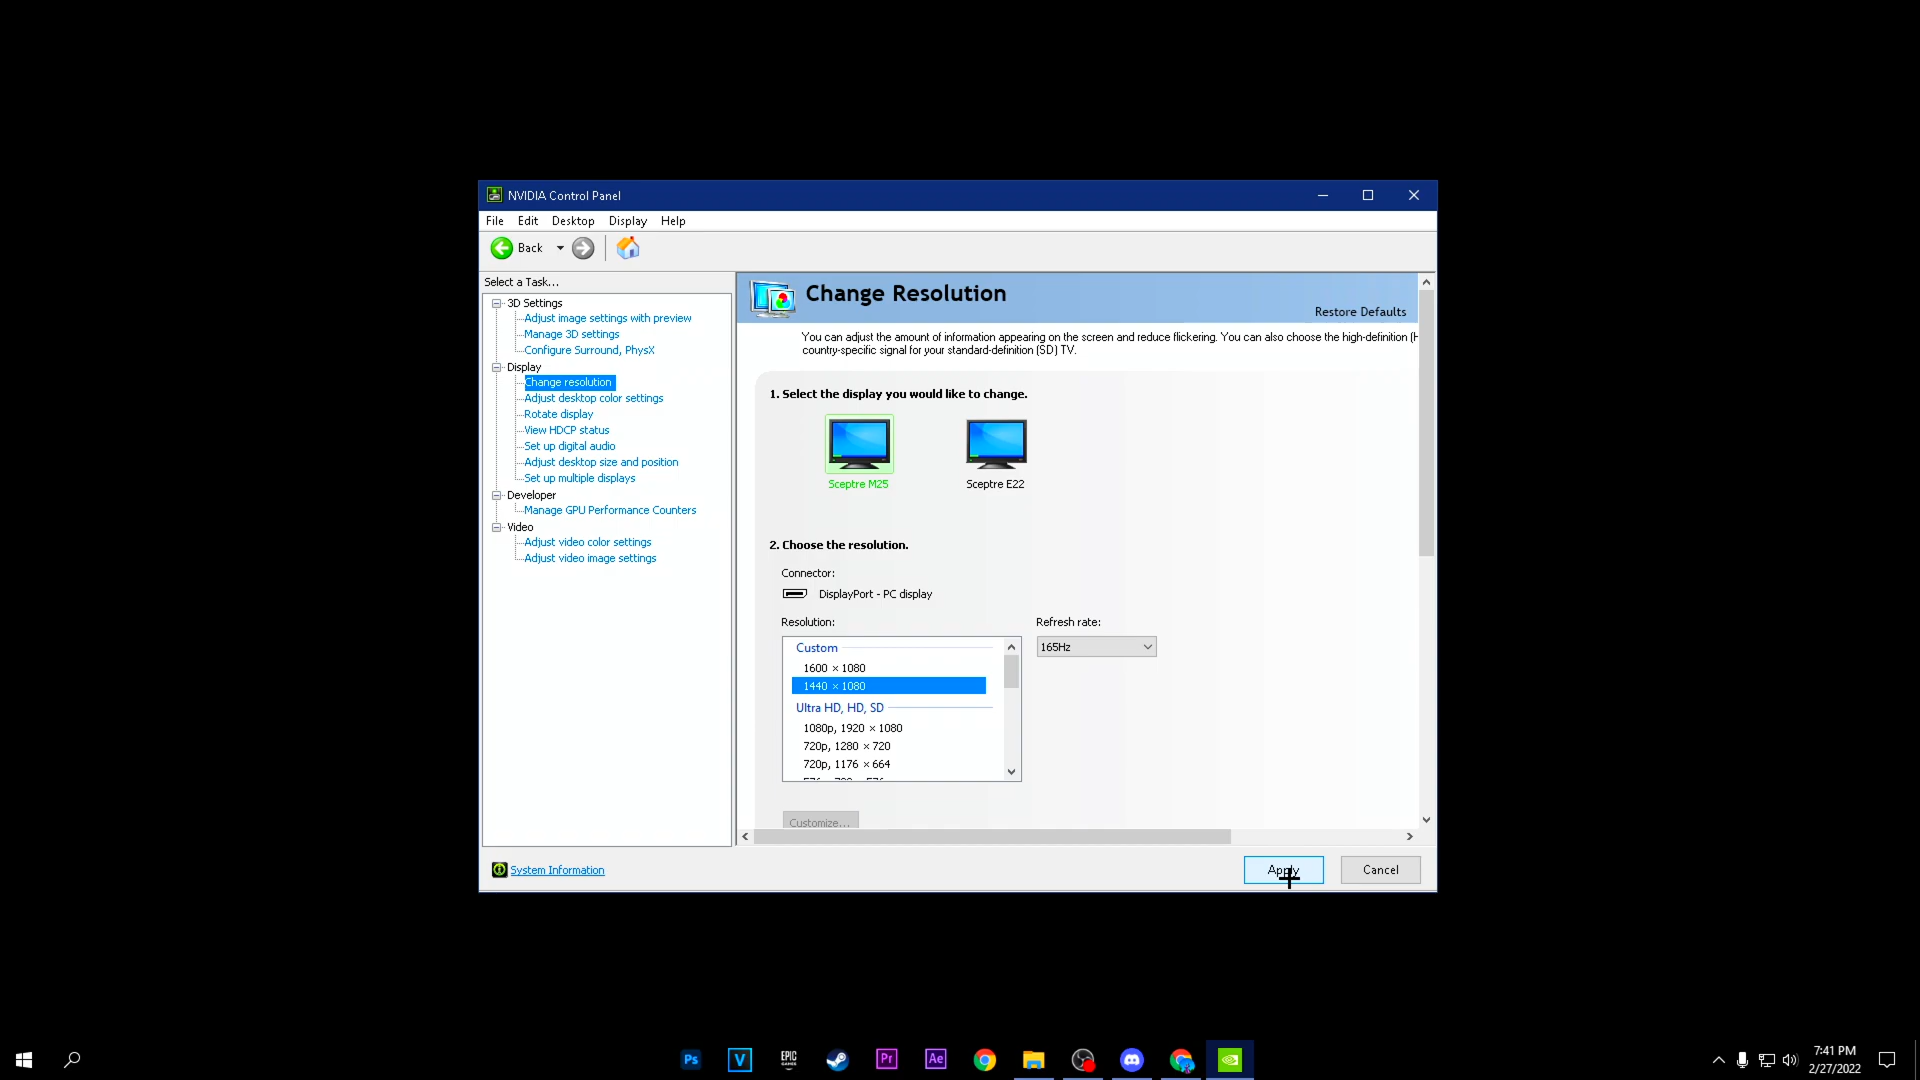 NVIDIA Control Panel
File Edit Desktop Display Help
Back
Select a Task...
3D Settings
Adjust image settings with preview
Manage 3D settings
Configure Surround, PhysX
Display
Change resolution
Adjust desktop color settings
Rotate display
View HDCP status
Set up digital audio
Adjust desktop size and position
Set up multiple displays
Developer
Manage GPU Performance Counters
Video
Adjust video color settings
Adjust video image settings
System Information
Change Resolution
Restore Defaults
You can adjust the amount of information appearing on the screen and reduce flickering. You can also choose the high-definition (H
country-specific signal for your standard-definition (SD) TV.
1. Select the display you would like to change.
Sceptre M25 Sceptre E22
2. Choose the resolution.
Connector:
DisplayPort - PC display
Resolution: Refresh rate:
Custom 165Hz
1600 × 1080
1440 × 1080
Ultra HD, HD, SD
1080p, 1920 × 1080
720p, 1280 × 720
720p, 1176 × 664
Customize...
Apply Cancel
Ps V EPIC GAMES Pr Ae
7:41 PM
2/27/2022